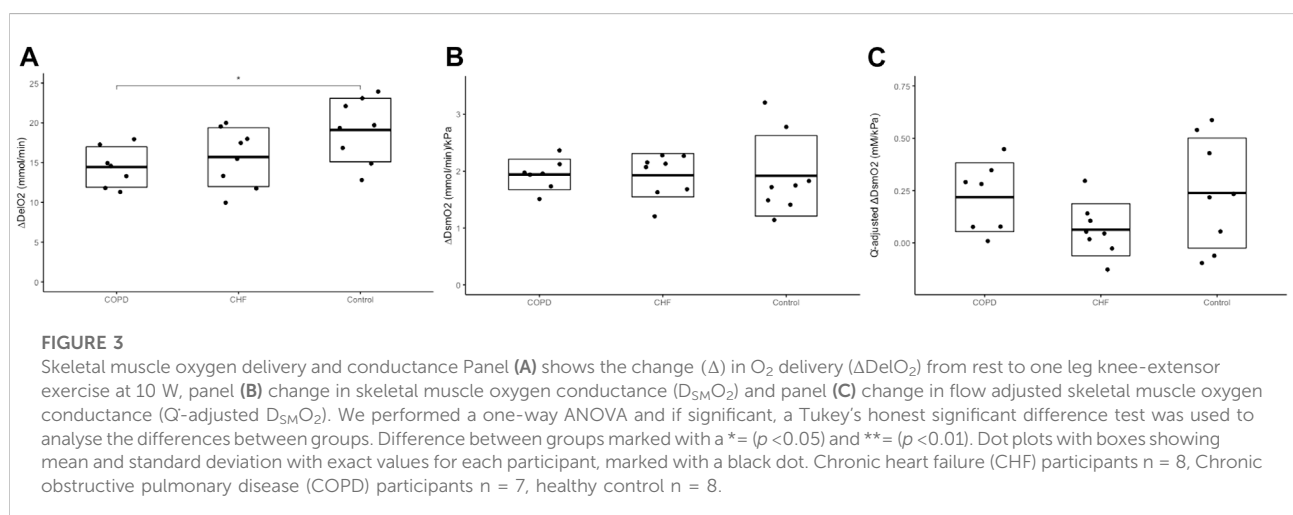 A
B
C
*
25
20
15
10
5
0
ΔDelO2 (mmol/min)
COPD
CHF
Control
3
2
1
0
ΔDsmO2 (mmol/min)/kPa
COPD
CHF
Control
0.75
0.50
0.25
0.00
Q-adjusted ΔDsmO2 (mM/kPa)
COPD
CHF
Control
FIGURE 3
Skeletal muscle oxygen delivery and conductance Panel (A) shows the change (Δ) in O₂ delivery (ΔDelO₂) from rest to one leg knee-extensor
exercise at 10 W, panel (B) change in skeletal muscle oxygen conductance (DSMO₂) and panel (C) change in flow adjusted skeletal muscle oxygen
conductance (Q̇-adjusted DSMO₂). We performed a one-way ANOVA and if significant, a Tukey's honest significant difference test was used to
analyse the differences between groups. Difference between groups marked with a *= (p <0.05) and **= (p <0.01). Dot plots with boxes showing
mean and standard deviation with exact values for each participant, marked with a black dot. Chronic heart failure (CHF) participants n = 8, Chronic
obstructive pulmonary disease (COPD) participants n = 7, healthy control n = 8.